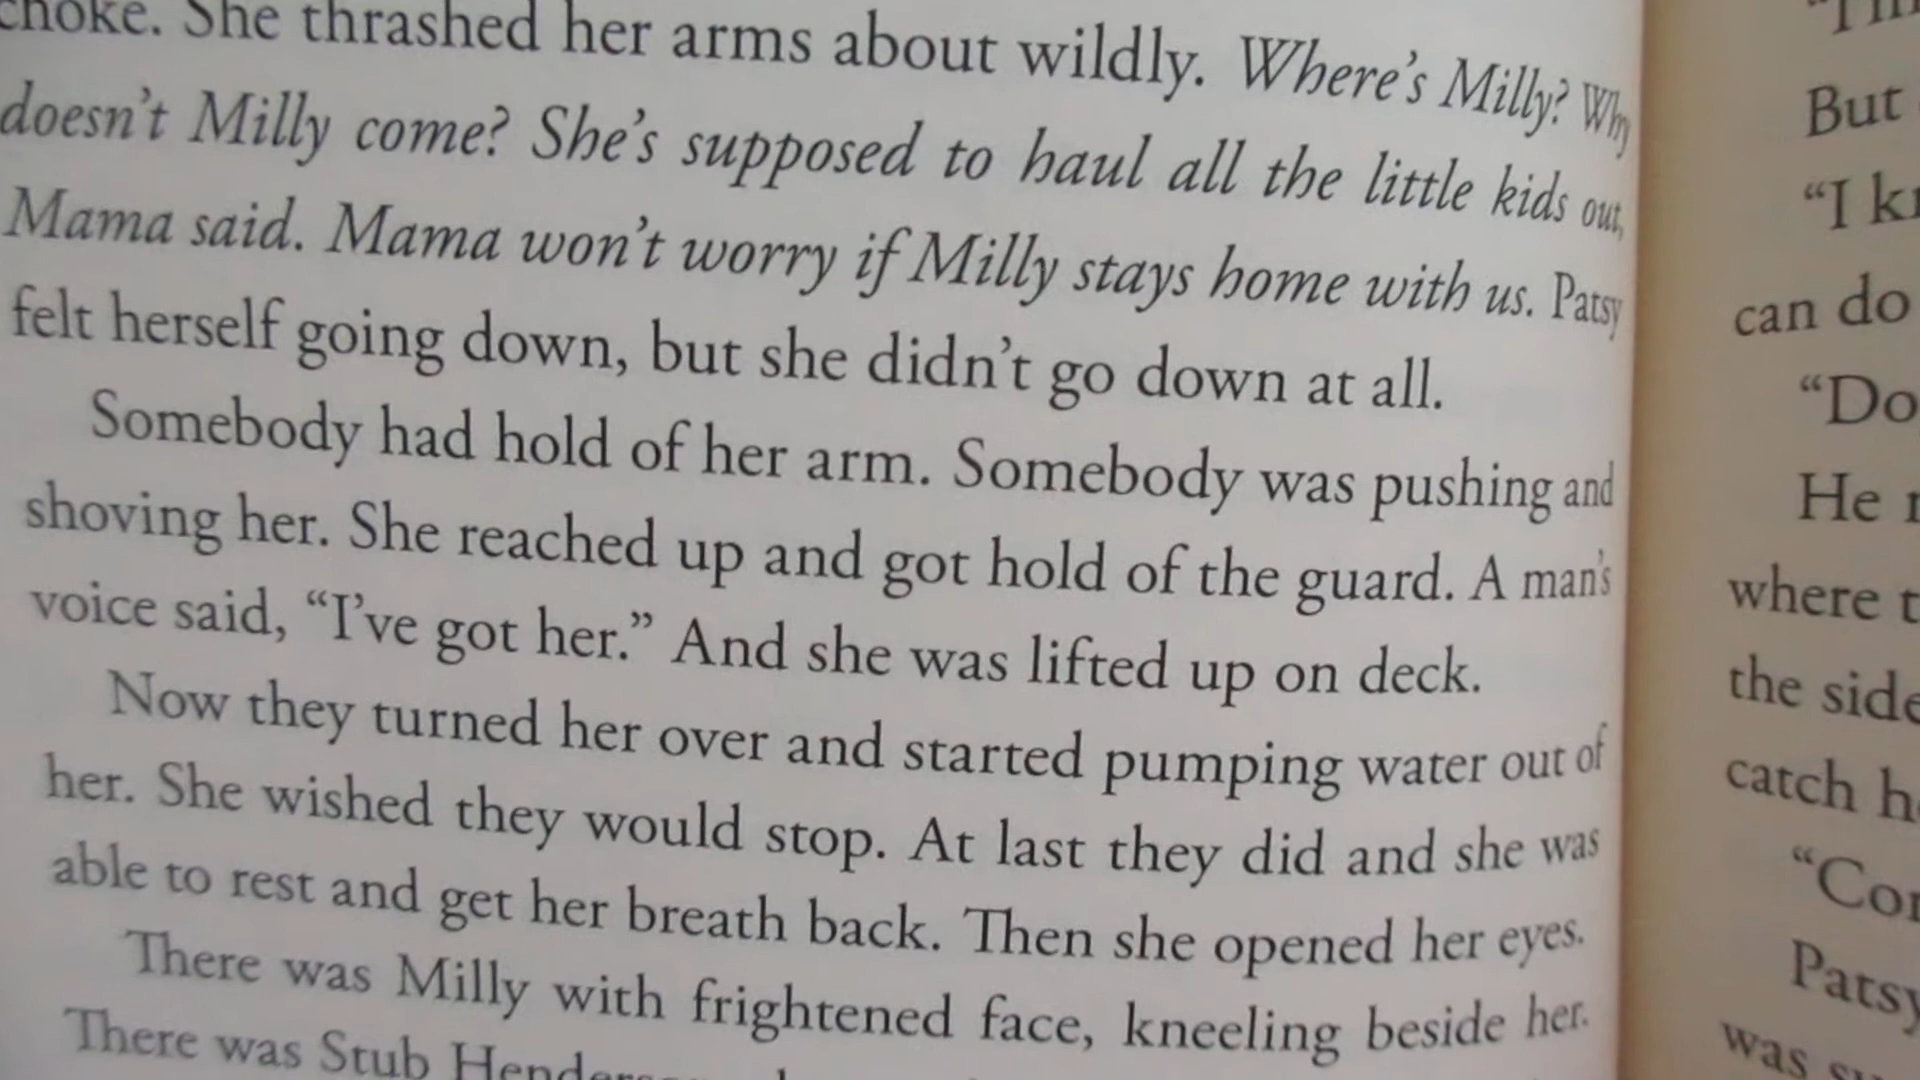 choke. She thrashed her arms about wildly. Where's Milly? Why
doesn't Milly come? She's supposed to haul all the little kids out,
Mama said. Mama won't worry if Milly stays home with us. Patsy
felt herself going down, but she didn't go down at all.
Somebody had hold of her arm. Somebody was pushing and
shoving her. She reached up and got hold of the guard. A man's
voice said, “I've got her.” And she was lifted up on deck.
Now they turned her over and started pumping water out of
her. She wished they would stop. At last they did and she was
able to rest and get her breath back. Then she opened her eyes.
There was Milly with frightened face, kneeling beside her.
There was Stub
But
“I
can do
“Do
He
where
the side
catch
Patsy
was